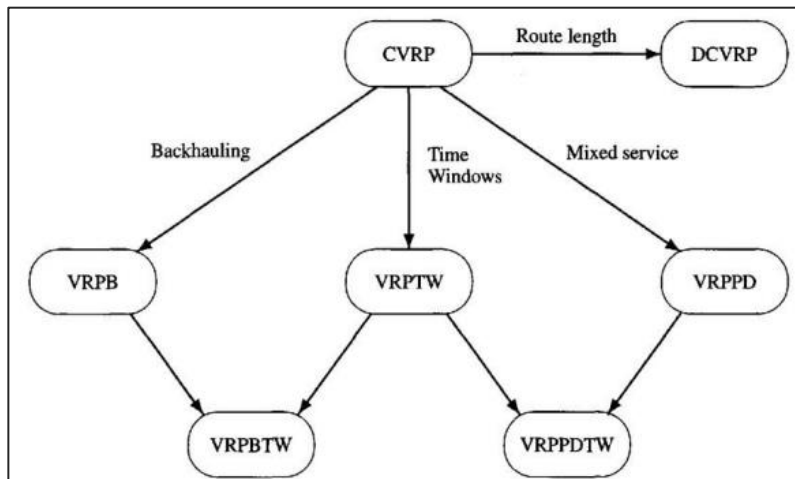 Route length
CVRP
DCVRP
Backhauling
Time
Windows
Mixed service
VRPB
VRPTW
VRPPD
VRPBTW
VRPPDTW